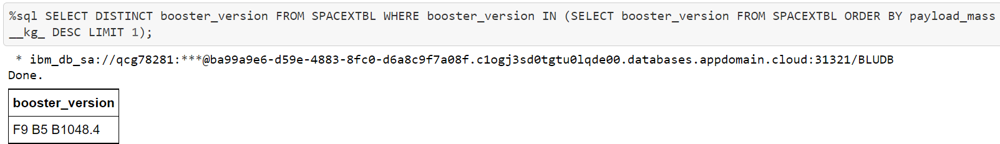 %sql SELECT DISTINCT booster_version FROM SPACEXTBL WHERE booster_version IN (SELECT booster_version FROM SPACEXTBL ORDER BY payload_mass
__kg_ DESC LIMIT 1);
* ibm_db_sa://qcg78281:***@ba99a9e6-d59e-4883-8fc0-d6a8c9f7a08f.c1ogj3sd0tgtu0lqde00.databases.appdomain.cloud:31321/BLUDB
Done.
booster_version
F9 B5 B1048.4